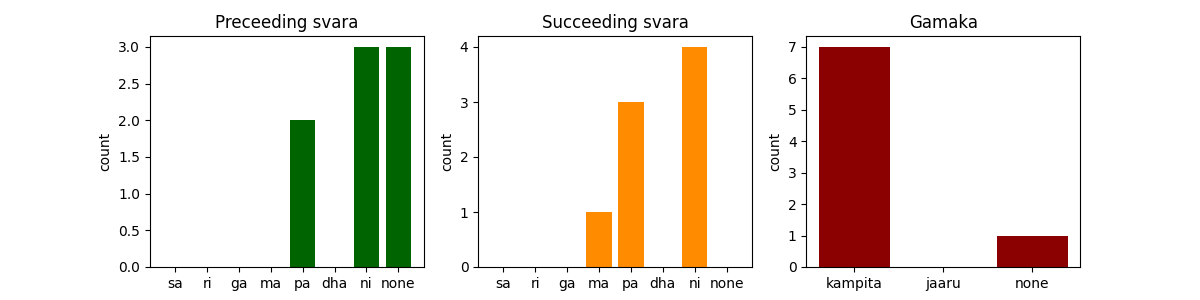 Preceeding svara
count
3.0
2.5
2.0
1.5
1.0
0.5
0.0
sa ri ga ma pa dha ni none
Succeeding svara
count
4
3
2
1
0
sa ri ga ma pa dha ni none
Gamaka
count
7
6
5
4
3
2
1
0
kampita jaaru none